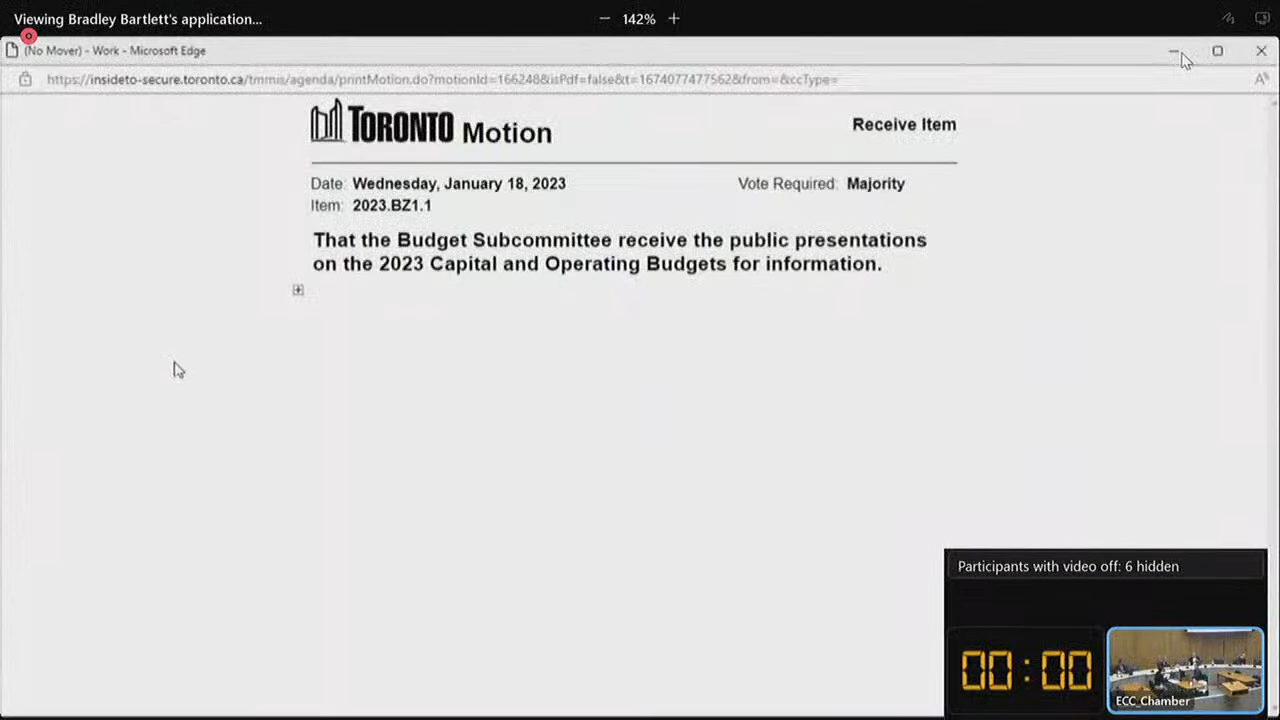 Viewing Bradley Bartlett's application...
142%
(No Mover) - Work - Microsoft Edge
https://insideto-secure.toronto.ca/tmmis/agenda/printMotion.do?motionId=166248&isPdf=false&t=1674077477562&from=&ccType=
TORONTO Motion
Receive Item
Date: Wednesday, January 18, 2023
Vote Required: Majority
Item: 2023.BZ1.1
That the Budget Subcommittee receive the public presentations
on the 2023 Capital and Operating Budgets for information.
Participants with video off: 6 hidden
00:00
ECC_Chamber